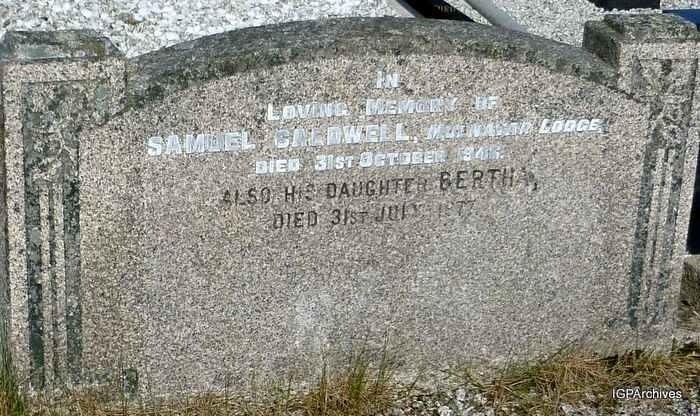 IN
LOVING MEMORY OF
SAMUEL CALDWELL, MULNAVAR LODGE,
DIED 31ST OCTOBER 1946.
ALSO HIS DAUGHTER BERTHA,
DIED 31ST JULY 1977
IGPArchives